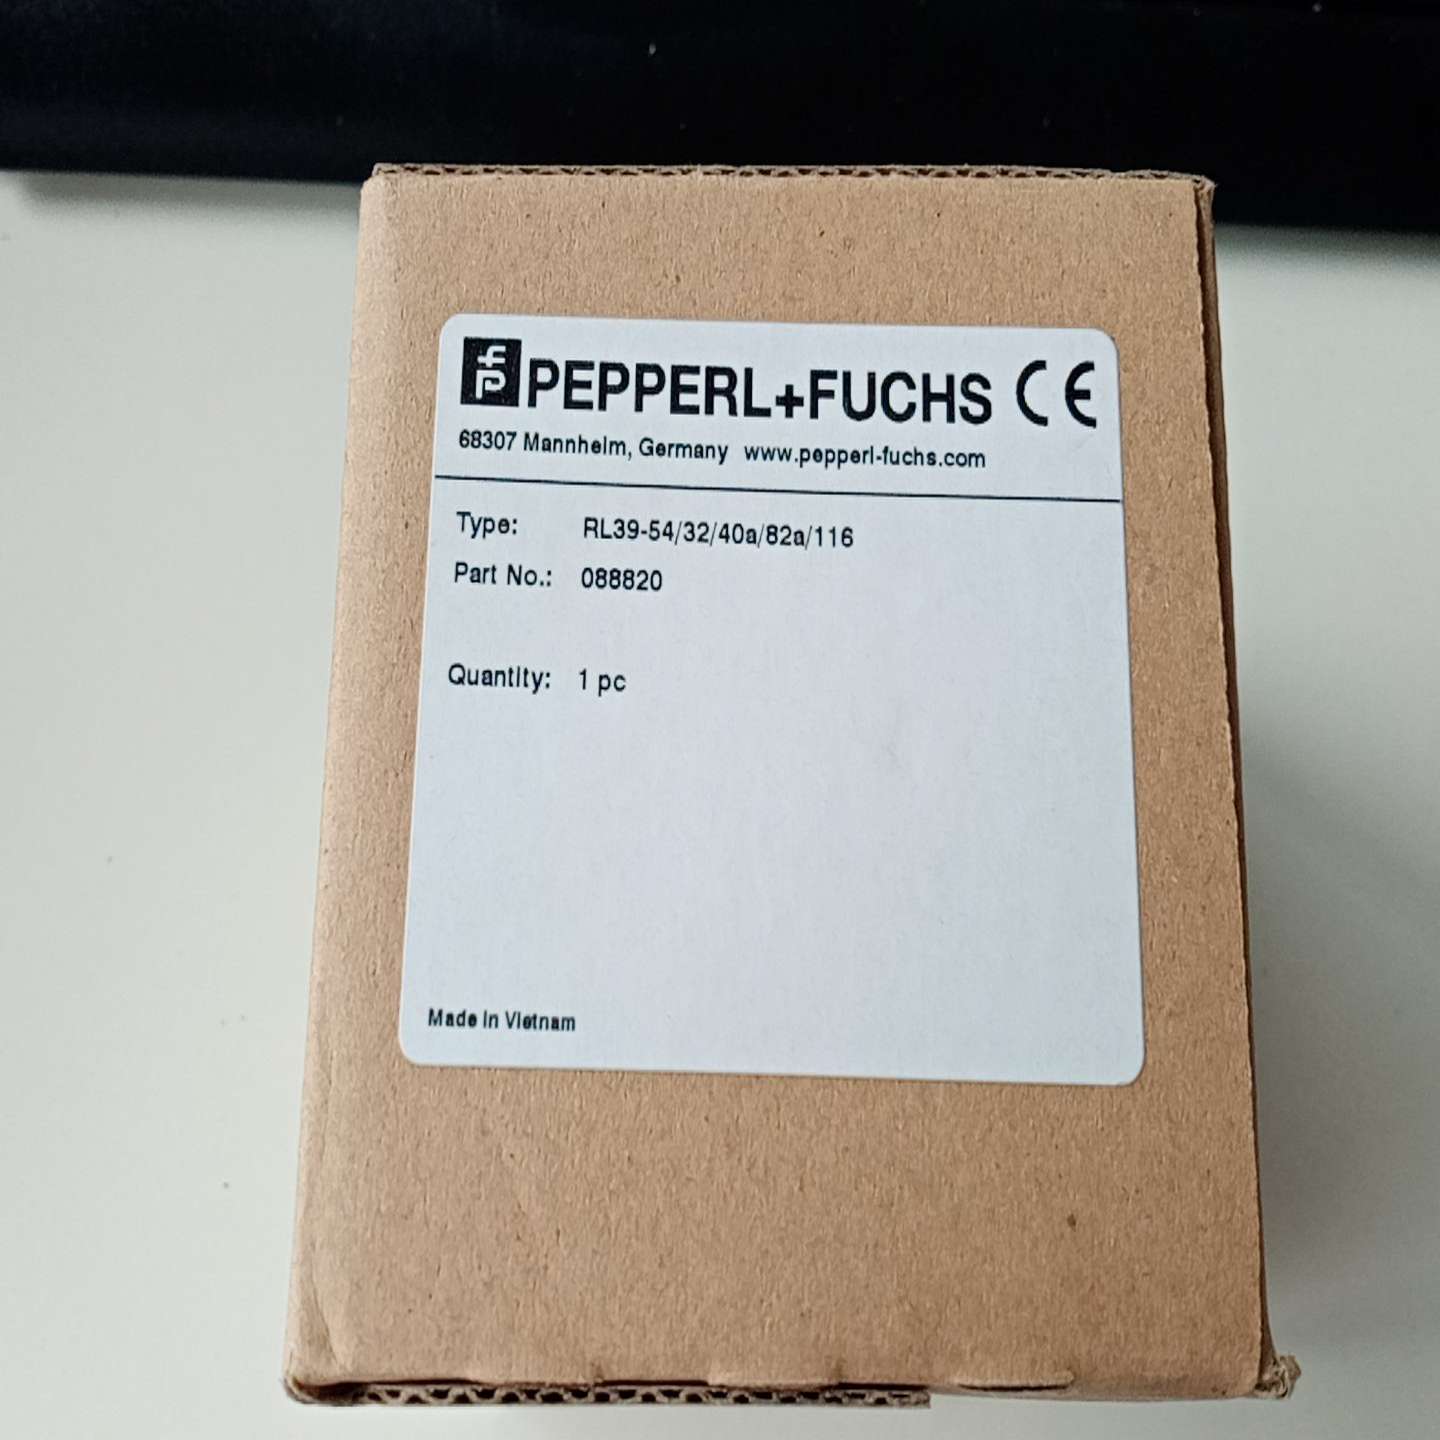 PEPPERL+FUCHS CE
68307 Mannheim, Germany www.pepperl-fuchs.com
Type: RL39-54/32/40a/82a/116
Part No.: 088820
Quantity: 1 pc
Made in Vietnam